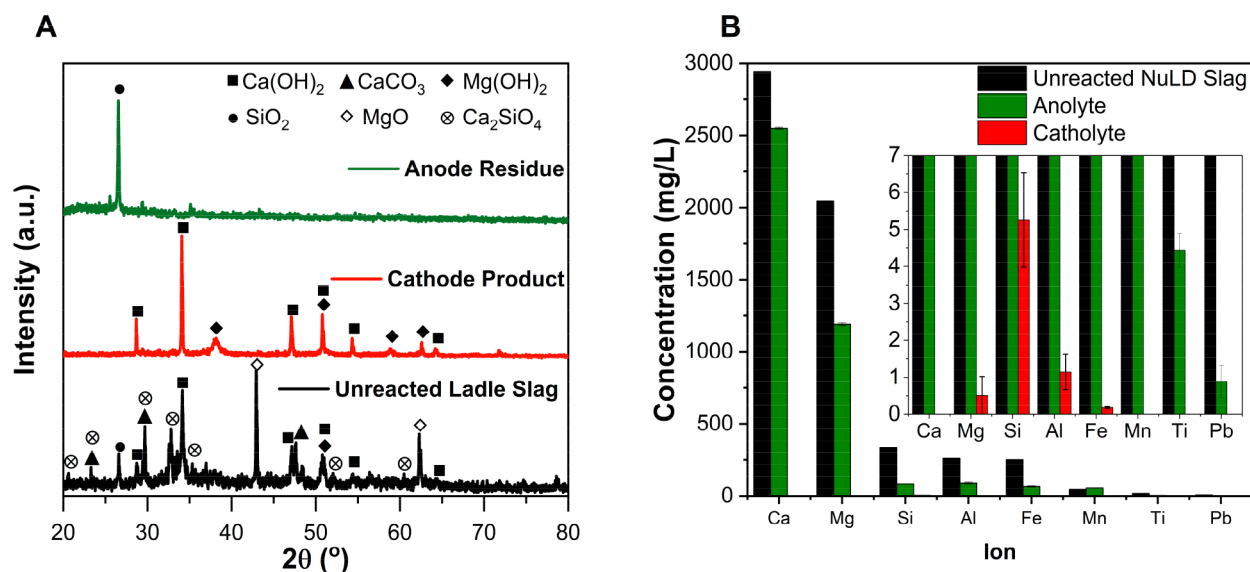 A
■ Ca(OH)₂ ▲ CaCO₃ ◆ Mg(OH)₂
● SiO₂ ◇ MgO ⊗ Ca₂SiO₄
Anode Residue
Cathode Product
Unreacted Ladle Slag
Intensity (a.u.)
20 30 40 50 60 70 80
2θ (º)
B
3000
2500
2000
1500
1000
500
0
Concentration (mg/L)
Unreacted NuLD Slag
Anolyte
Catholyte
7
6
5
4
3
2
1
0
Ca Mg Si Al Fe Mn Ti Pb
Ca Mg Si Al Fe Mn Ti Pb
Ion